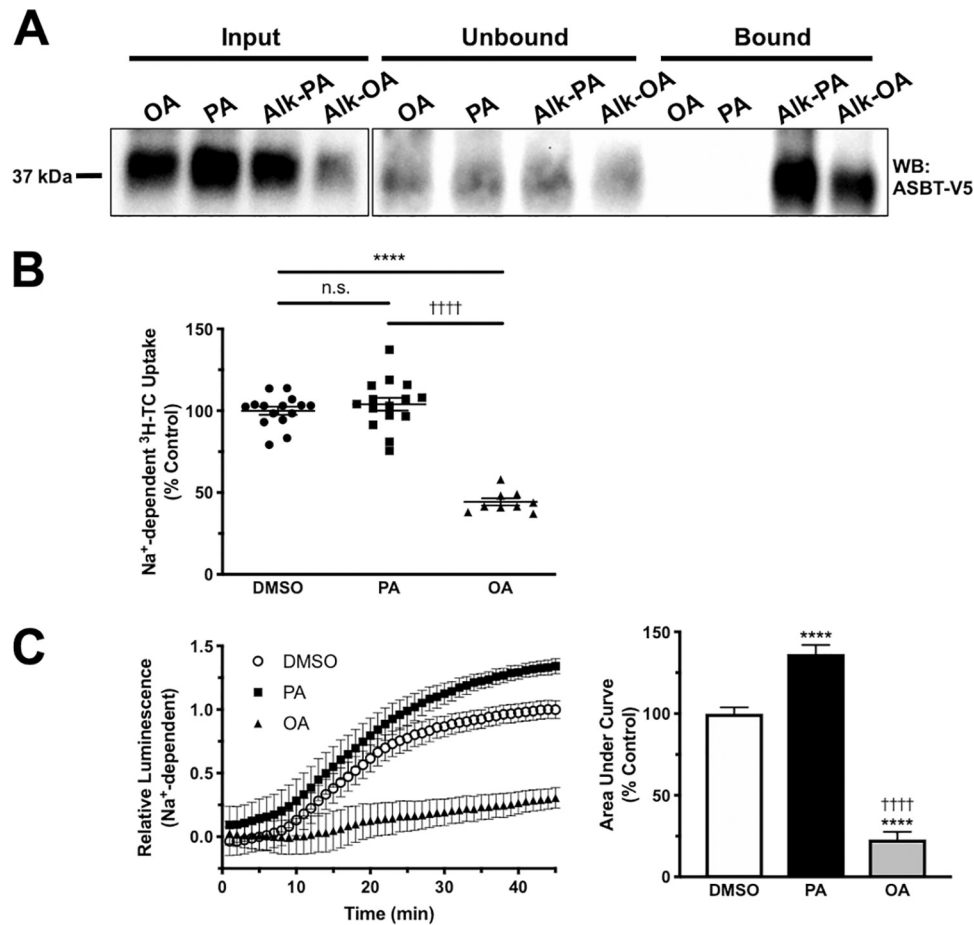 A
Input Unbound Bound
OA PA Alk-PA Alk-OA OA PA Alk-PA Alk-OA OA PA Alk-PA Alk-OA
37 kDa
WB:
ASBT-V5
B
****
n.s.
††††
Na⁺-dependent ³H-TC Uptake
(% Control)
150
100
50
0
DMSO PA OA
C
Relative Luminescence
(Na⁺-dependent)
1.5
1.0
0.5
0.0
DMSO
PA
OA
0 10 20 30 40
Time (min)
Area Under Curve
(% Control)
150
100
50
0
****
††††
****
DMSO PA OA